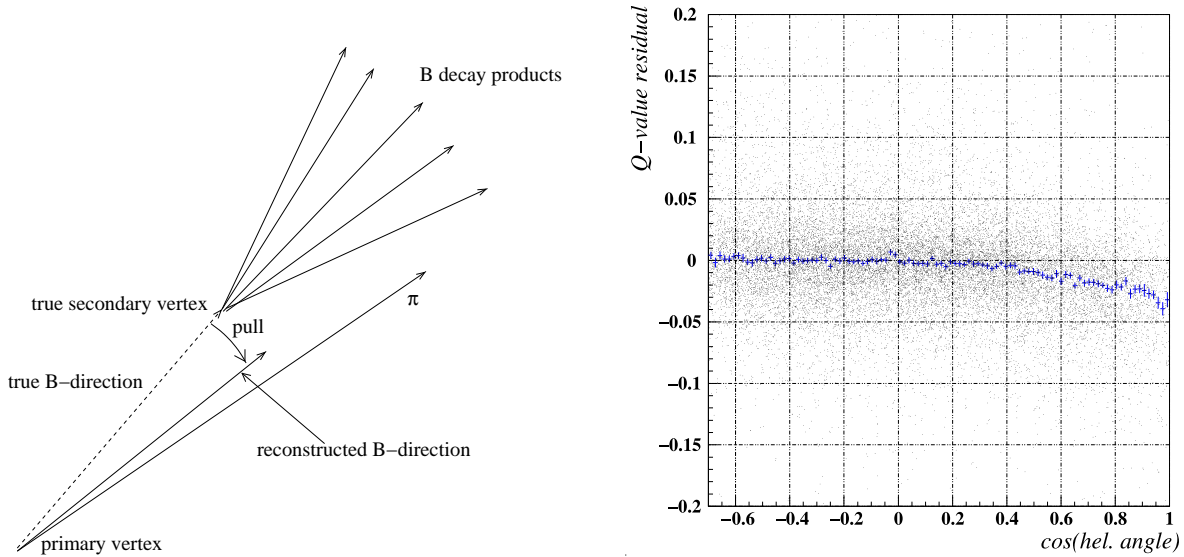 B decay products
π
true secondary vertex
pull
true B−direction
reconstructed B−direction
primary vertex
Q−value residual
0.2
0.15
0.1
0.05
0
−0.05
−0.1
−0.15
−0.2
−0.6 −0.4 −0.2 0 0.2 0.4 0.6 0.8 1
cos(hel. angle)